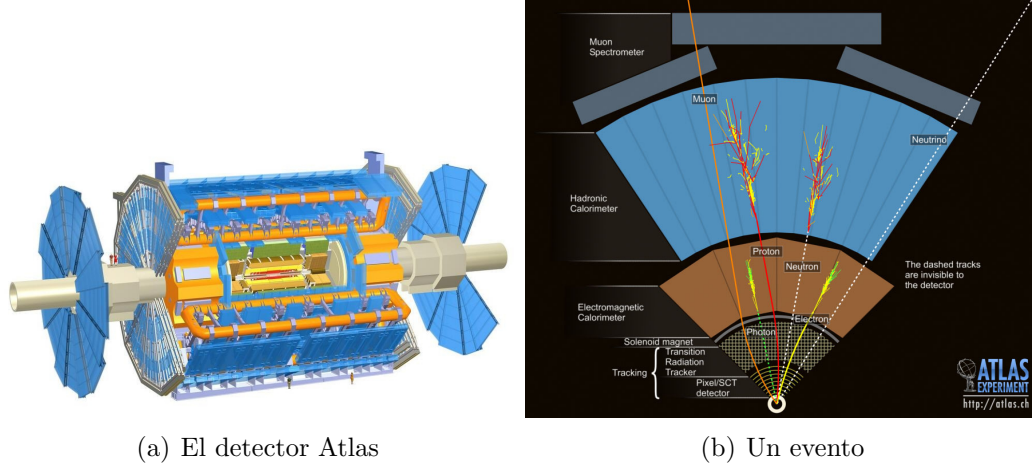 Muon
Spectrometer
Muon
Neutrino
Hadronic
Calorimeter
Proton
Neutron
The dashed tracks
are invisible to
the detector
Electromagnetic
Calorimeter
Electron
Photon
Solenoid magnet
Transition
Radiation
Tracker
Tracking
Pixel/SCT
detector
ATLAS
EXPERIMENT
http://atlas.ch
(a) El detector Atlas
(b) Un evento